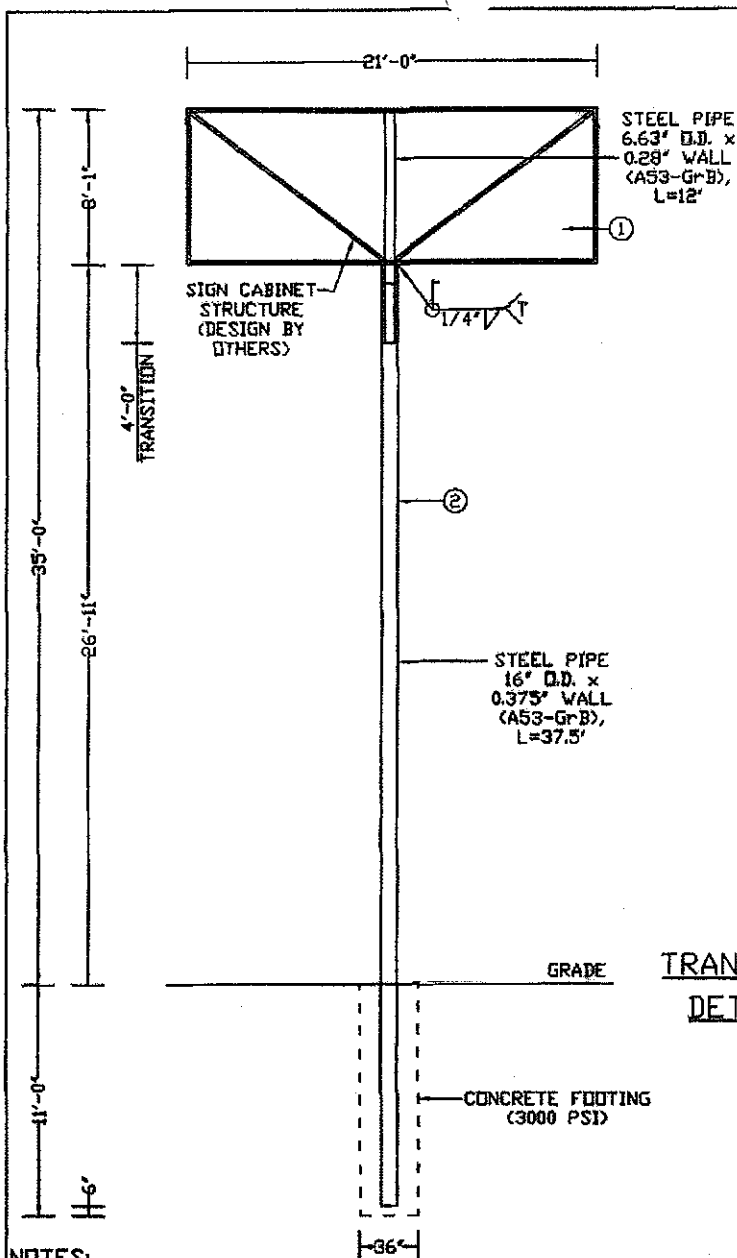 21'-0"
STEEL PIPE
6.63" O.D. x
0.28" WALL
(A53-GrB),
L=12'
8'-1"
1
SIGN CABINET
STRUCTURE
(DESIGN BY
OTHERS)
1/4"
T
4'-0"
TRANSITION
2
35'-0"
26'-11"
STEEL PIPE
16" O.D. x
0.375" WALL
(A53-GrB),
L=37.5'
GRADE
TRAN
DET
11'-0"
CONCRETE FOOTING
(3000 PSI)
6"
36"
NOTES: